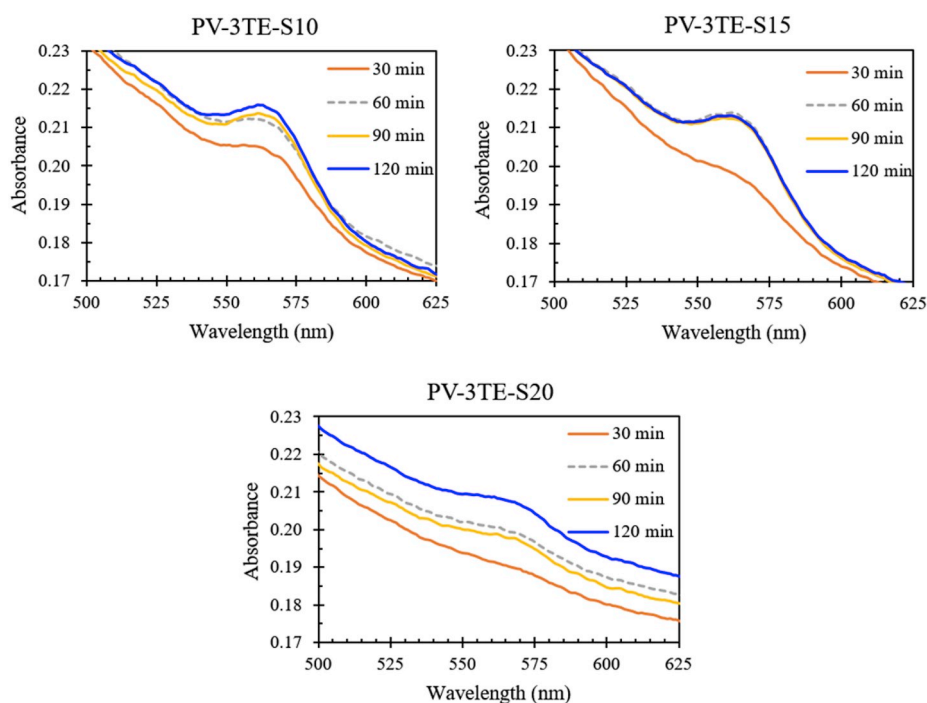 PV-3TE-S10
0.23
0.22
0.21
0.20
0.19
0.18
0.17
Absorbance
500 525 550 575 600 625
Wavelength (nm)
30 min
60 min
90 min
120 min
PV-3TE-S15
0.23
0.22
0.21
0.20
0.19
0.18
0.17
Absorbance
500 525 550 575 600 625
Wavelength (nm)
30 min
60 min
90 min
120 min
PV-3TE-S20
0.23
0.22
0.21
0.20
0.19
0.18
0.17
Absorbance
500 525 550 575 600 625
Wavelength (nm)
30 min
60 min
90 min
120 min